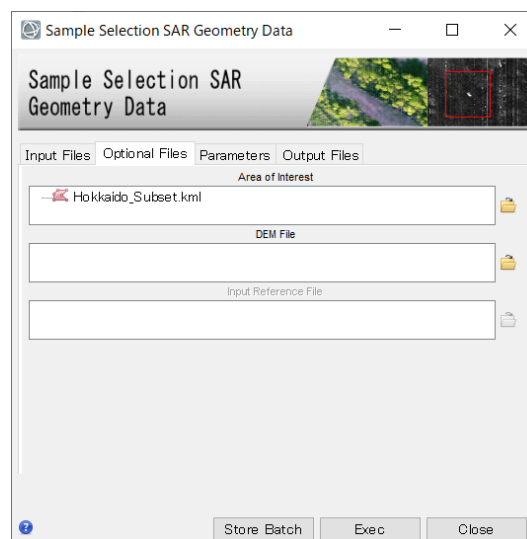 Sample Selection SAR Geometry Data
Sample Selection SAR
Geometry Data
Input Files Optional Files Parameters Output Files
Area of Interest
Hokkaido_Subset.kml
DEM File
Input Reference File
Store Batch Exec Close